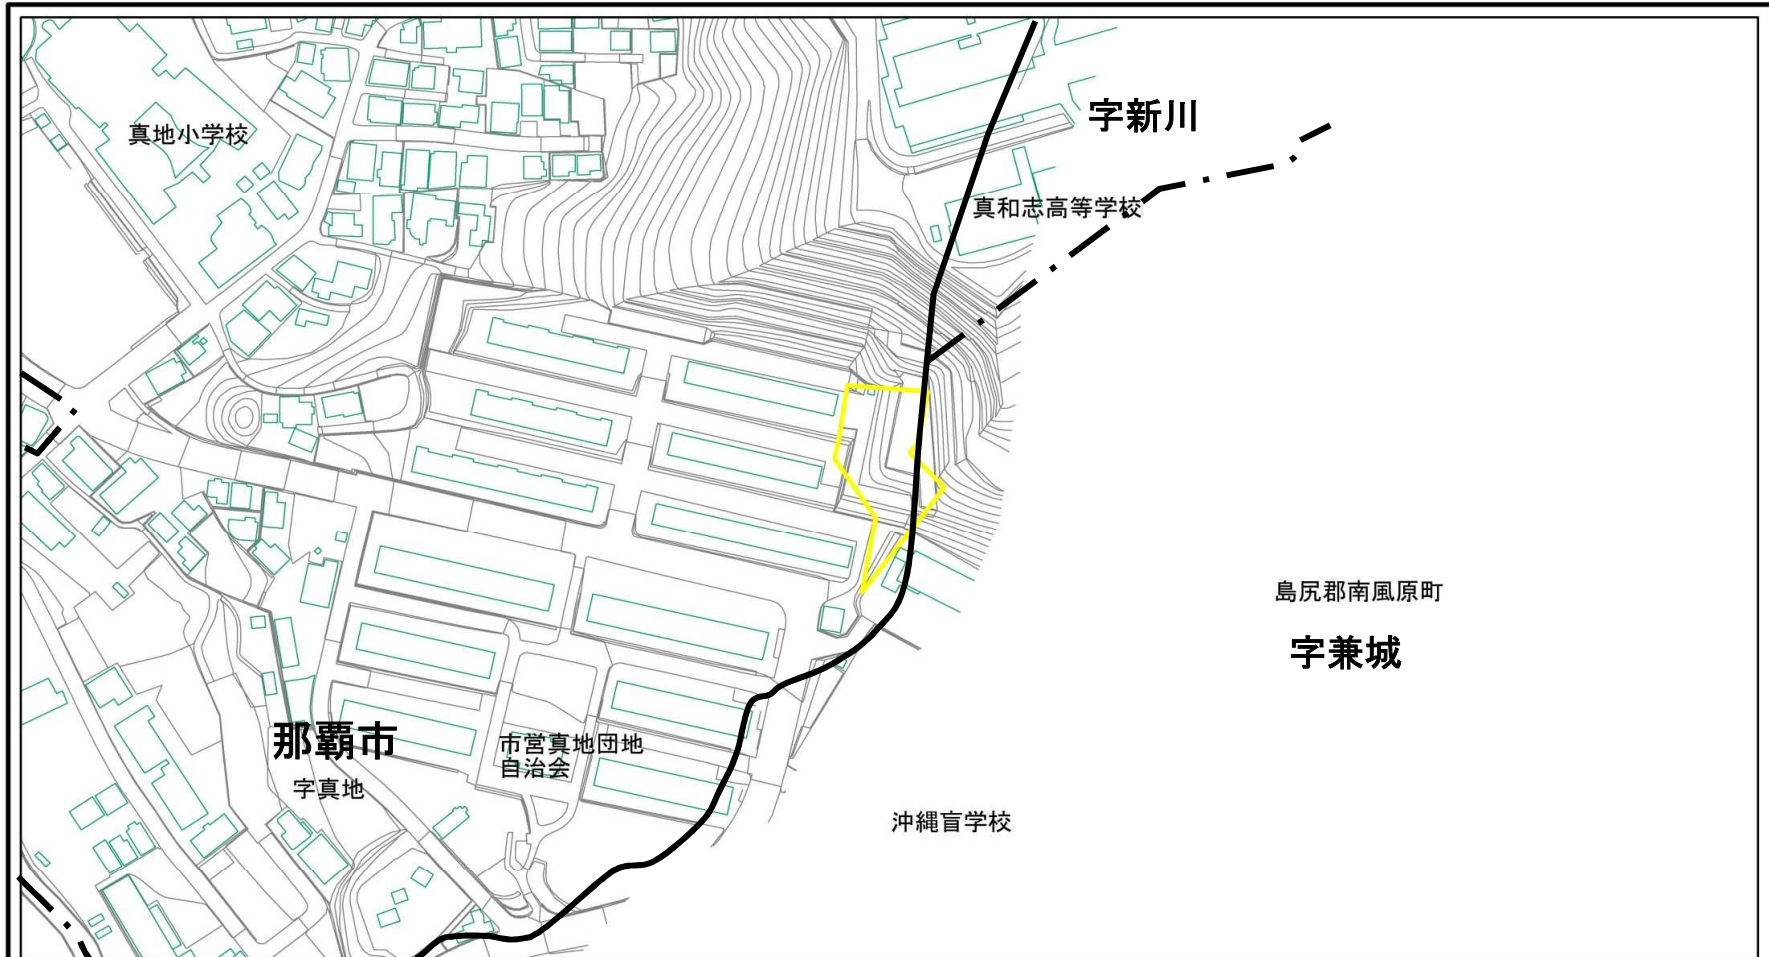 字新川
真地小学校
真和志高等学校
島尻郡南風原町
字兼城
那覇市
市営真地団地
自治会
字真地
沖縄盲学校